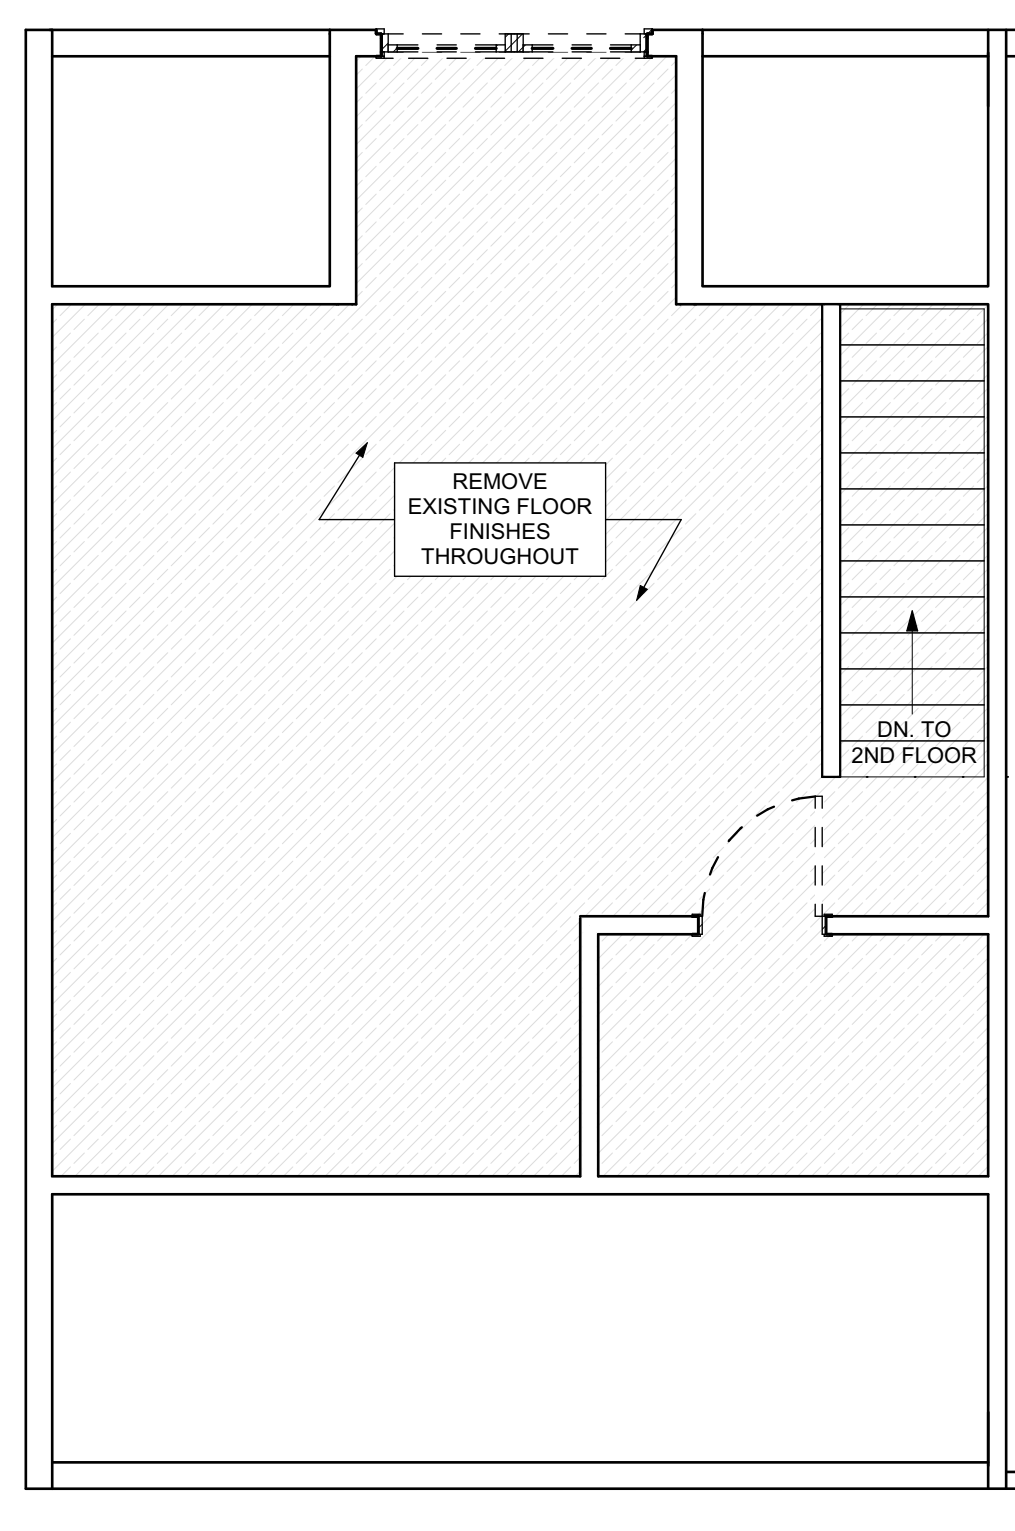 REMOVE
EXISTING FLOOR
FINISHES
THROUGHOUT
DN. TO
2ND FLOOR